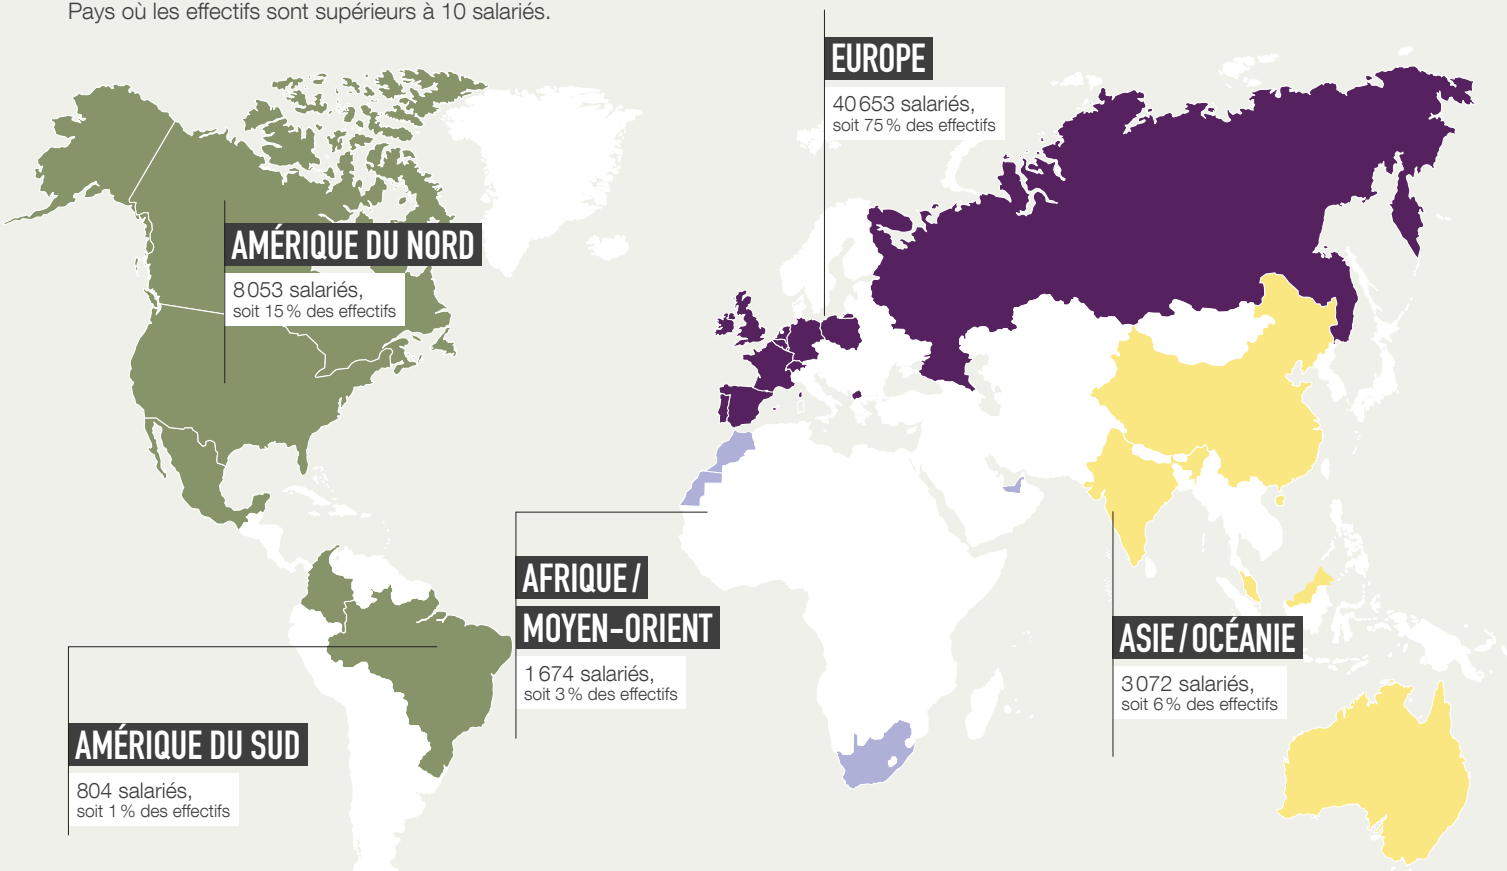 Pays où les effectifs sont supérieurs à 10 salariés.
EUROPE
40 653 salariés,
soit 75 % des effectifs
AMÉRIQUE DU NORD
8 053 salariés,
soit 15 % des effectifs
AFRIQUE /
MOYEN-ORIENT
1 674 salariés,
soit 3 % des effectifs
ASIE / OCÉANIE
3 072 salariés,
soit 6 % des effectifs
AMÉRIQUE DU SUD
804 salariés,
soit 1 % des effectifs